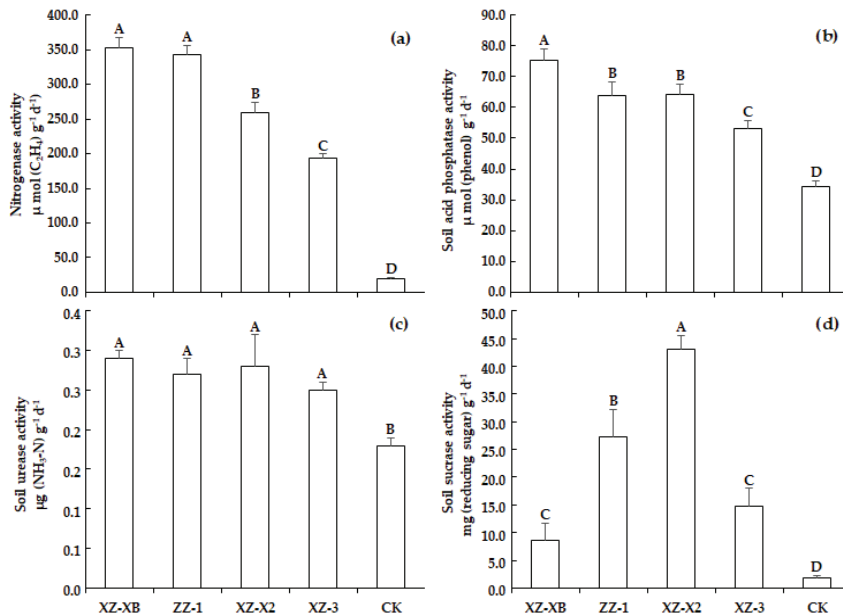 (a)
Nitrogenase activity
μ mol (C₂H₄) g⁻¹ d⁻¹)
400.0
350.0
300.0
250.0
200.0
150.0
100.0
50.0
0.0
A
A
B
C
D
(b)
Soil acid phosphatase activity
μ mol (phenol) g⁻¹ d⁻¹
90.0
80.0
70.0
60.0
50.0
40.0
30.0
20.0
10.0
0.0
A
B
B
C
D
(c)
Soil urease activity
μg (NH₃-N) g⁻¹ d⁻¹
0.4
0.3
0.3
0.2
0.2
0.1
0.1
0.0
A
A
A
A
B
XZ-XB ZZ-1 XZ-X2 XZ-3 CK
(d)
Soil sucrase activity
mg (reducing sugar) g⁻¹ d⁻¹
50.0
45.0
40.0
35.0
30.0
25.0
20.0
15.0
10.0
5.0
0.0
C
B
A
C
D
XZ-XB ZZ-1 XZ-X2 XZ-3 CK